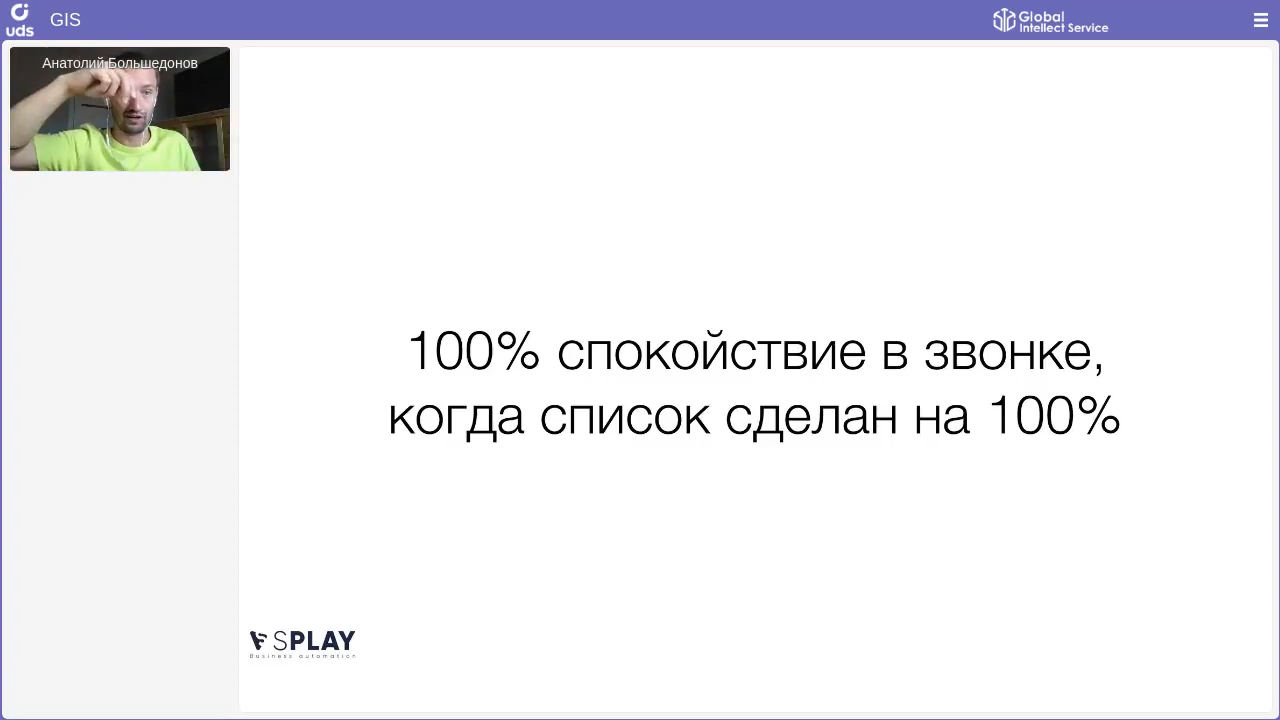 uds
GIS
Global
Intellect Service
Анатолий Большедонов
100% спокойствие в звонке,
когда список сделан на 100%
SPLAY
Business automation